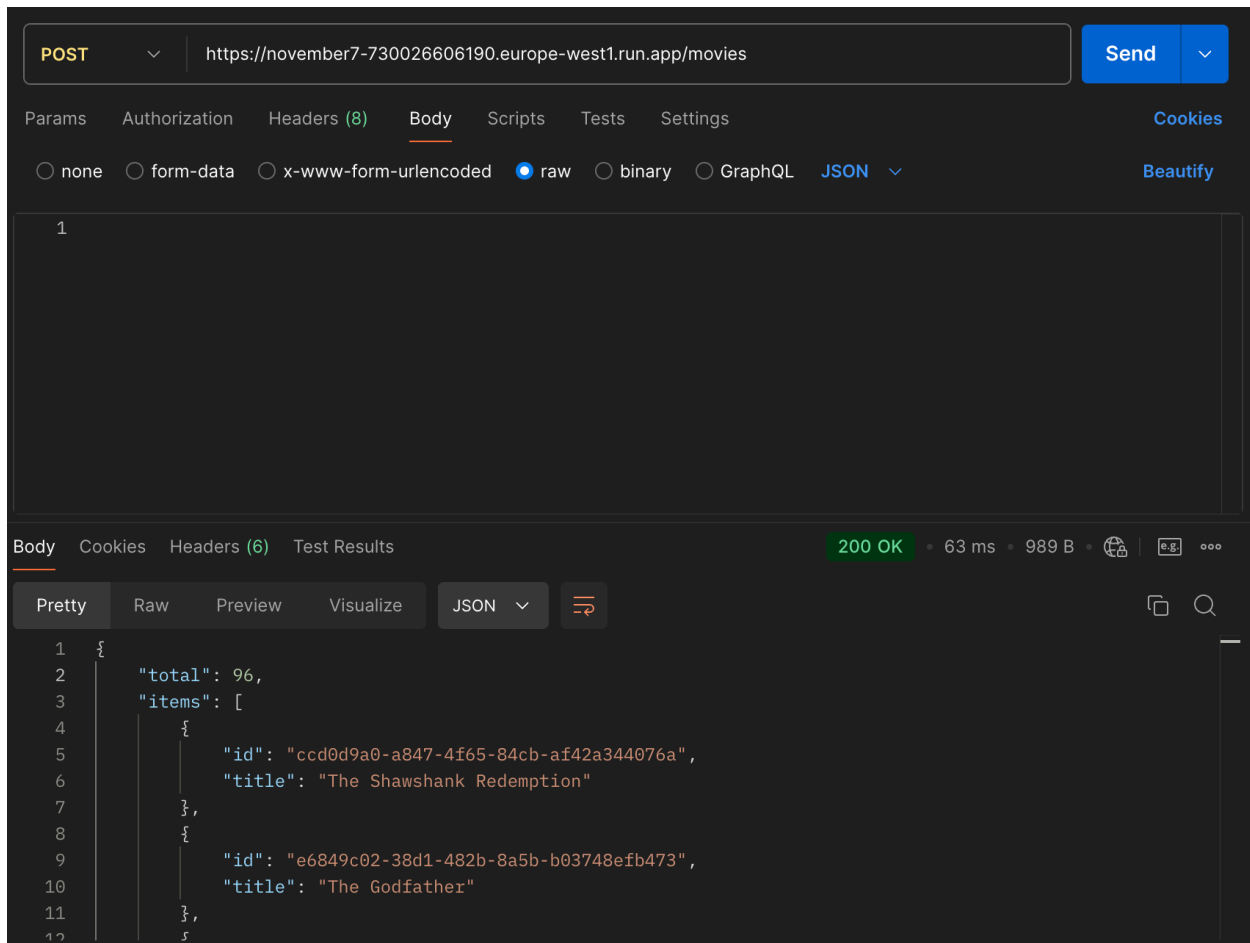 POST https://november7-730026606190.europe-west1.run.app/movies Send
Params Authorization Headers (8) Body Scripts Tests Settings Cookies
none form-data x-www-form-urlencoded raw binary GraphQL JSON Beautify
1
Body Cookies Headers (6) Test Results 200 OK • 63 ms • 989 B • e.g.
Pretty Raw Preview Visualize JSON
1 {
2 "total": 96,
3 "items": [
4 {
5 "id": "ccd0d9a0-a847-4f65-84cb-af42a344076a",
6 "title": "The Shawshank Redemption"
7 },
8 {
9 "id": "e6849c02-38d1-482b-8a5b-b03748efb473",
10 "title": "The Godfather"
11 },
12 {